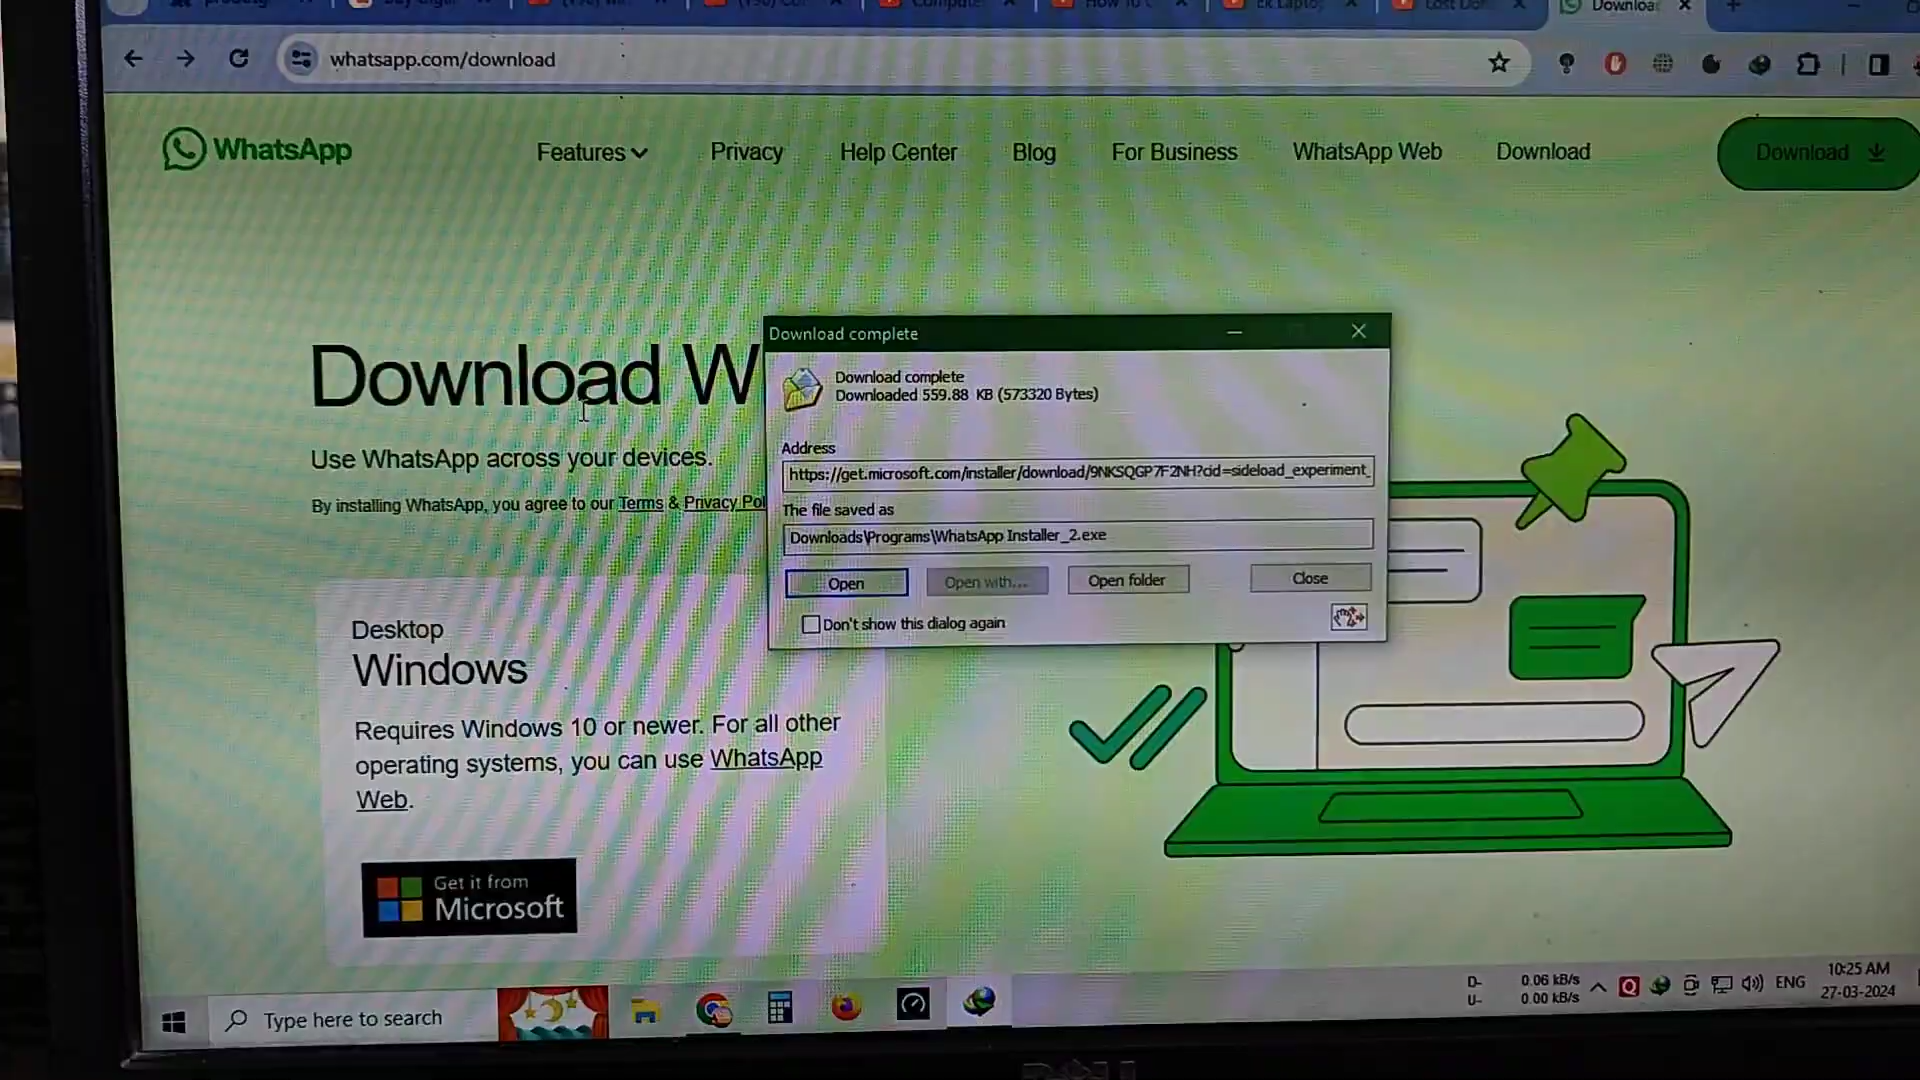 Downloa
whatsapp.com/download
WhatsApp
Features
Privacy
Help Center
Blog
For Business
WhatsApp Web
Download
Download
Download W
Use WhatsApp across your devices.
By installing WhatsApp, you agree to our Terms & Privacy Pol
Download complete
Download complete
Downloaded 559.88 KB (573320 Bytes)
Address
https://get.microsoft.com/installer/download/9NKSQGP7F2NH?cid=sideload_experiment_
The file saved as
Downloads\Programs\WhatsApp Installer_2.exe
Open
Open with...
Open folder
Close
Don't show this dialog again
Desktop
Windows
Requires Windows 10 or newer. For all other
operating systems, you can use WhatsApp
Web.
Get it from
Microsoft
Type here to search
D-
U-
0.06 kB/s
0.00 kB/s
ENG
10:25 AM
27-03-2024